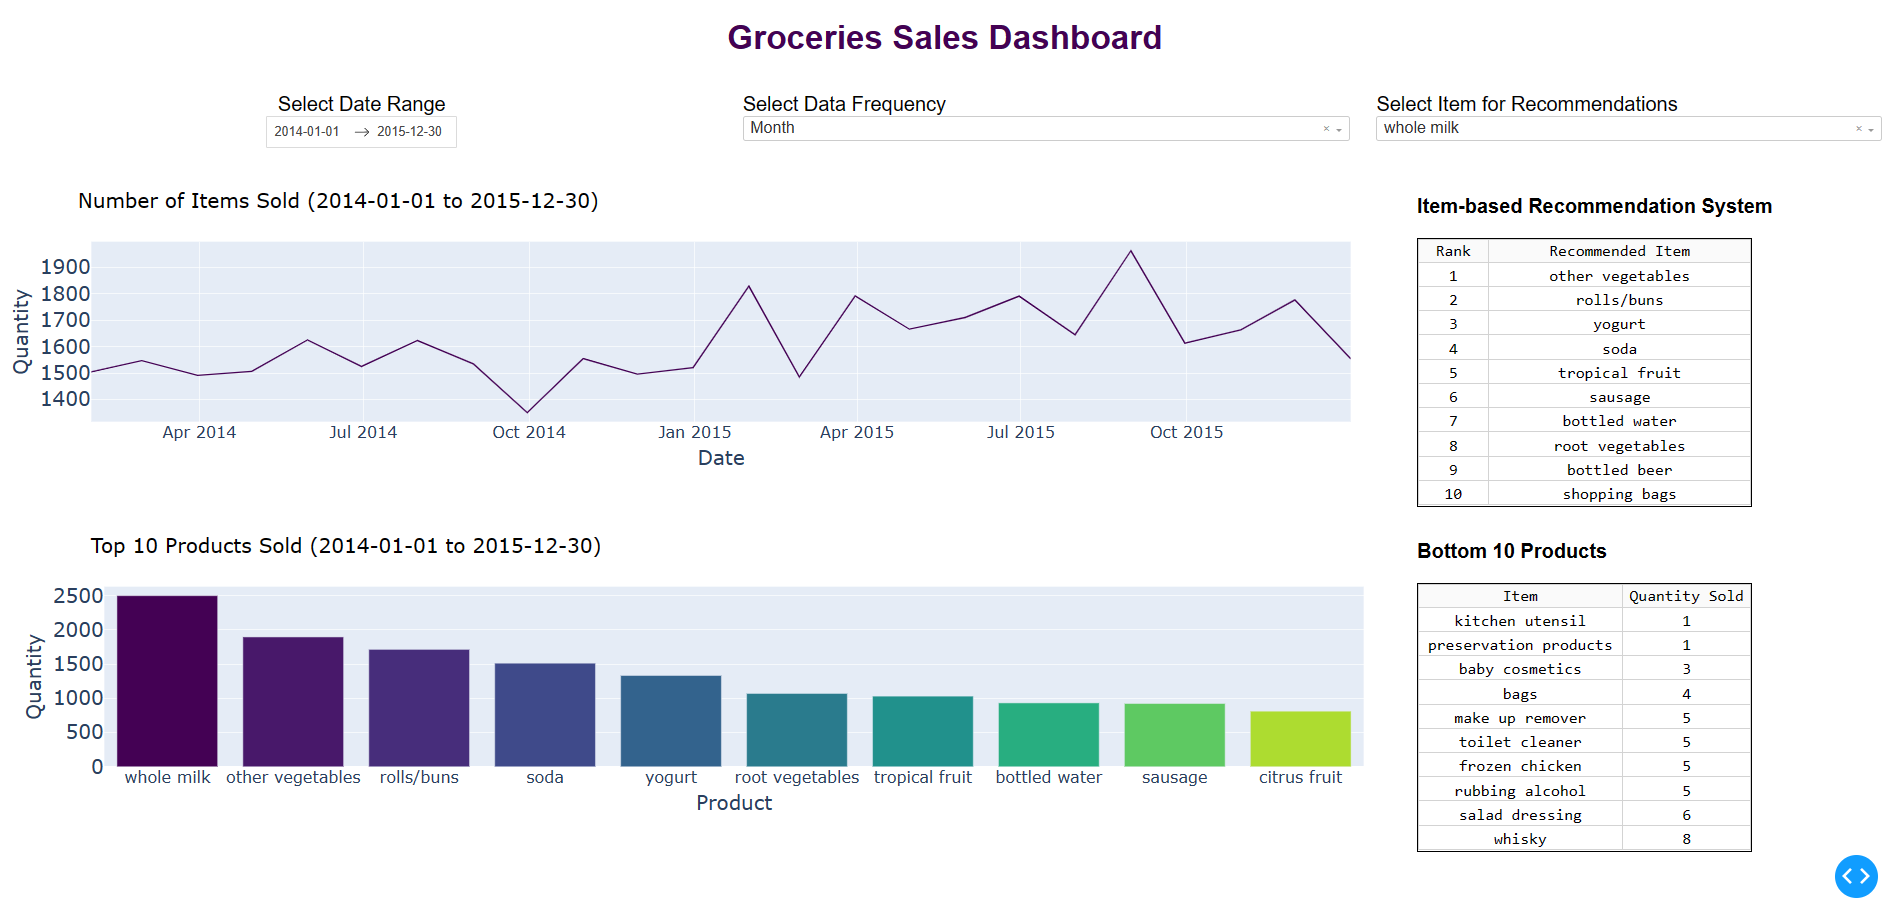 Groceries Sales Dashboard
Select Date Range
2014-01-01 → 2015-12-30
Select Data Frequency
Month × 
Select Item for Recommendations
whole milk ×
Number of Items Sold (2014-01-01 to 2015-12-30)
Quantity
1900
1800
1700
1600
1500
1400
Apr 2014 Jul 2014 Oct 2014 Jan 2015 Apr 2015 Jul 2015 Oct 2015
Date
Item-based Recommendation System
Rank Recommended Item
1 other vegetables
2 rolls/buns
3 yogurt
4 soda
5 tropical fruit
6 sausage
7 bottled water
8 root vegetables
9 bottled beer
10 shopping bags
Top 10 Products Sold (2014-01-01 to 2015-12-30)
Quantity
2500
2000
1500
1000
500
0
whole milk other vegetables rolls/buns soda yogurt root vegetables tropical fruit bottled water sausage citrus fruit
Product
Bottom 10 Products
Item Quantity Sold
kitchen utensil 1
preservation products 1
baby cosmetics 3
bags 4
make up remover 5
toilet cleaner 5
frozen chicken 5
rubbing alcohol 5
salad dressing 6
whisky 8